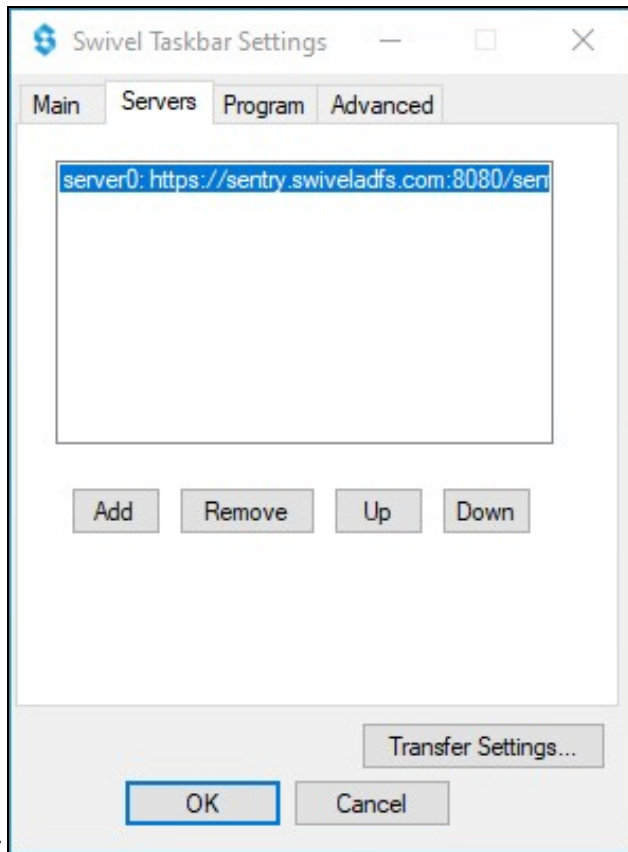 Swivel Taskbar Settings
Main Servers Program Advanced
server0: https://sentry.swiveladfs.com:8080/sen
Add Remove Up Down
Transfer Settings...
OK Cancel